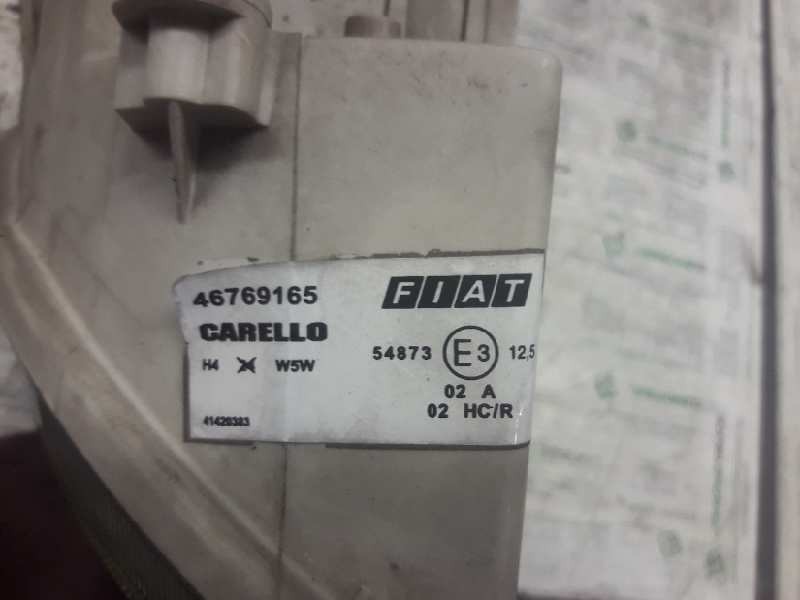 46769165 FIAT
CARELLO
54873 E3 12,5
H4 W5W
02 A
02 HC/R
41420383